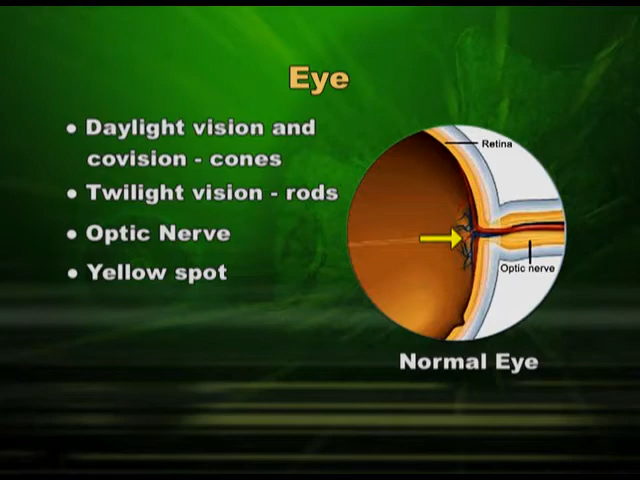 Eye
● Daylight vision and
covision - cones
● Twilight vision - rods
● Optic Nerve
● Yellow spot
Retina
Optic nerve
Normal Eye